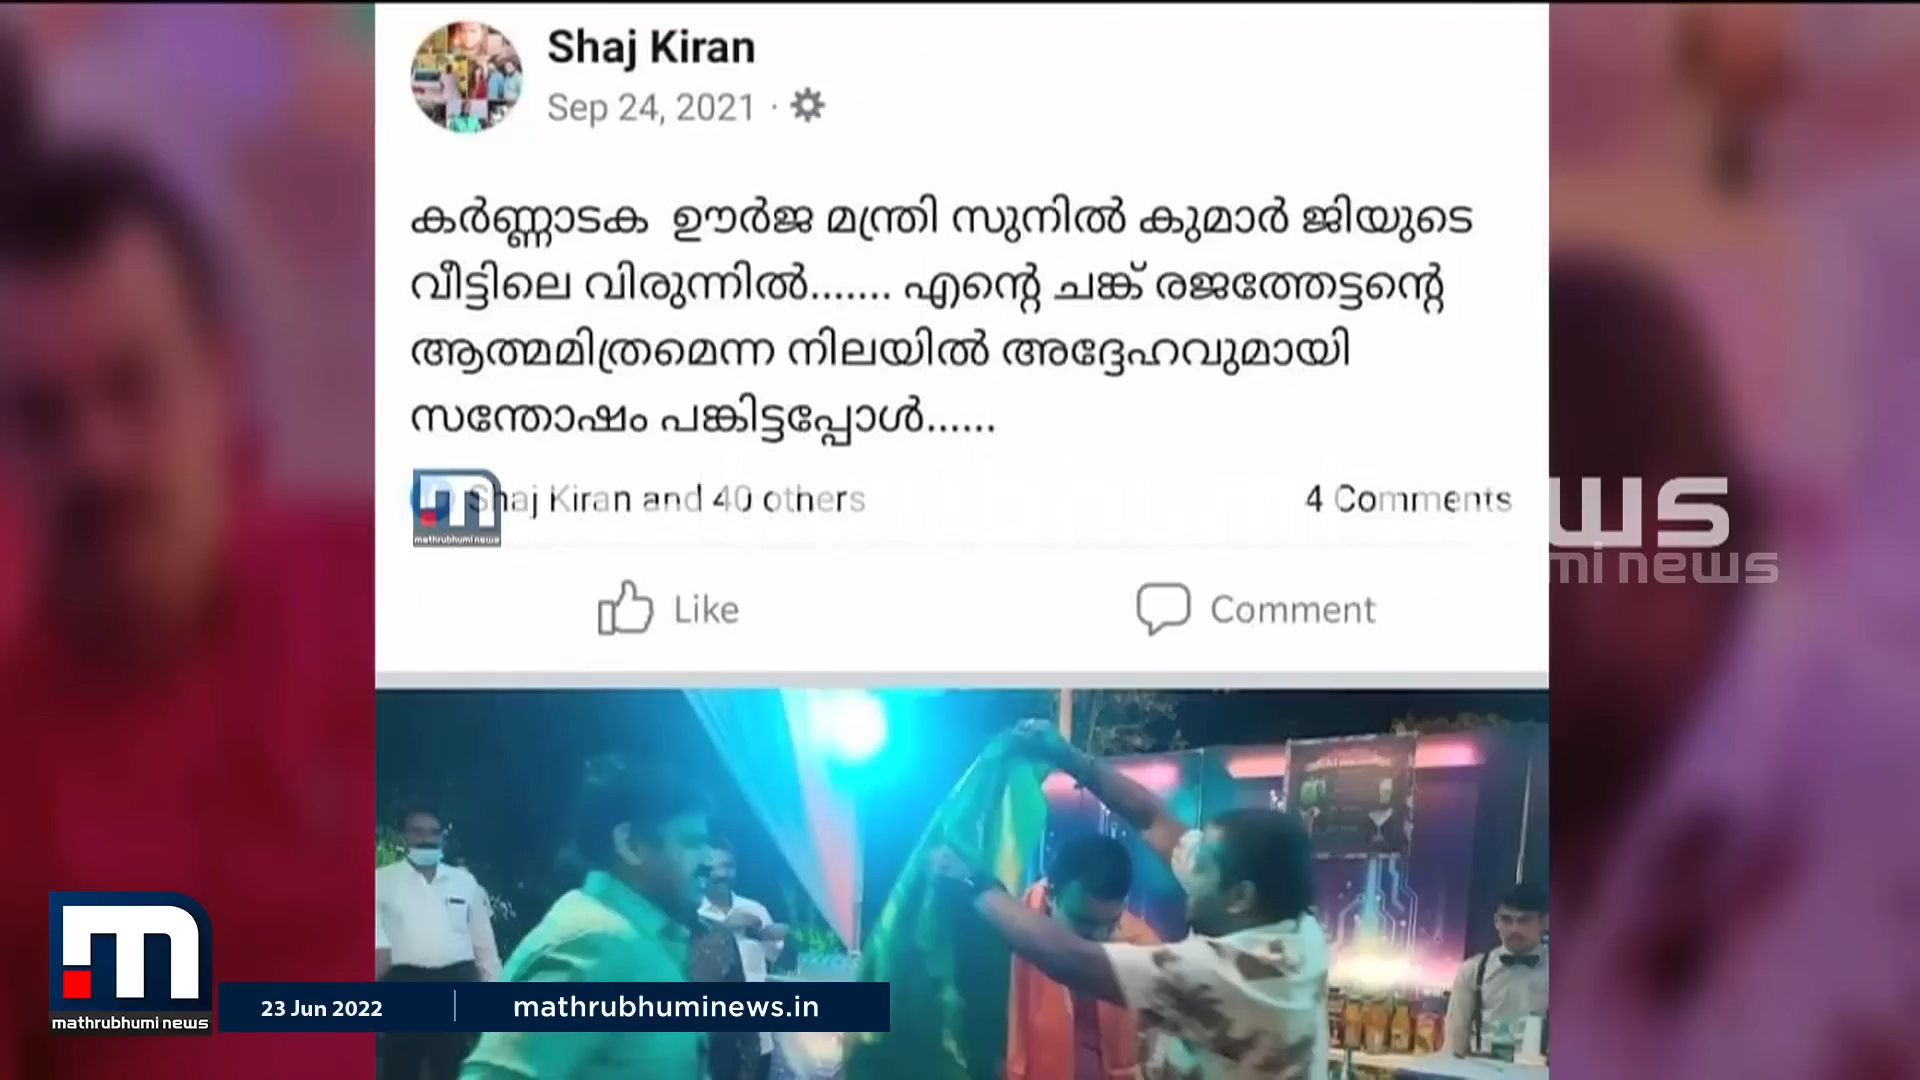 Shaj Kiran
Sep 24, 2021 ·
കർണ്ണാടക ഊർജ മന്ത്രി സുനിൽ കുമാർ ജിയുടെ
വീട്ടിലെ വിരുന്നിൽ....... എന്റെ ചങ്ക് രജത്തേട്ടന്റെ
ആത്മമിത്രമെന്ന നിലയിൽ അദ്ദേഹവുമായി
സന്തോഷം പങ്കിട്ടപ്പോൾ......
Shaj Kiran and 40 others
4 Comments
mathrubhumi news
Like
Comment
mathrubhumi news
23 Jun 2022
mathrubhuminews.in